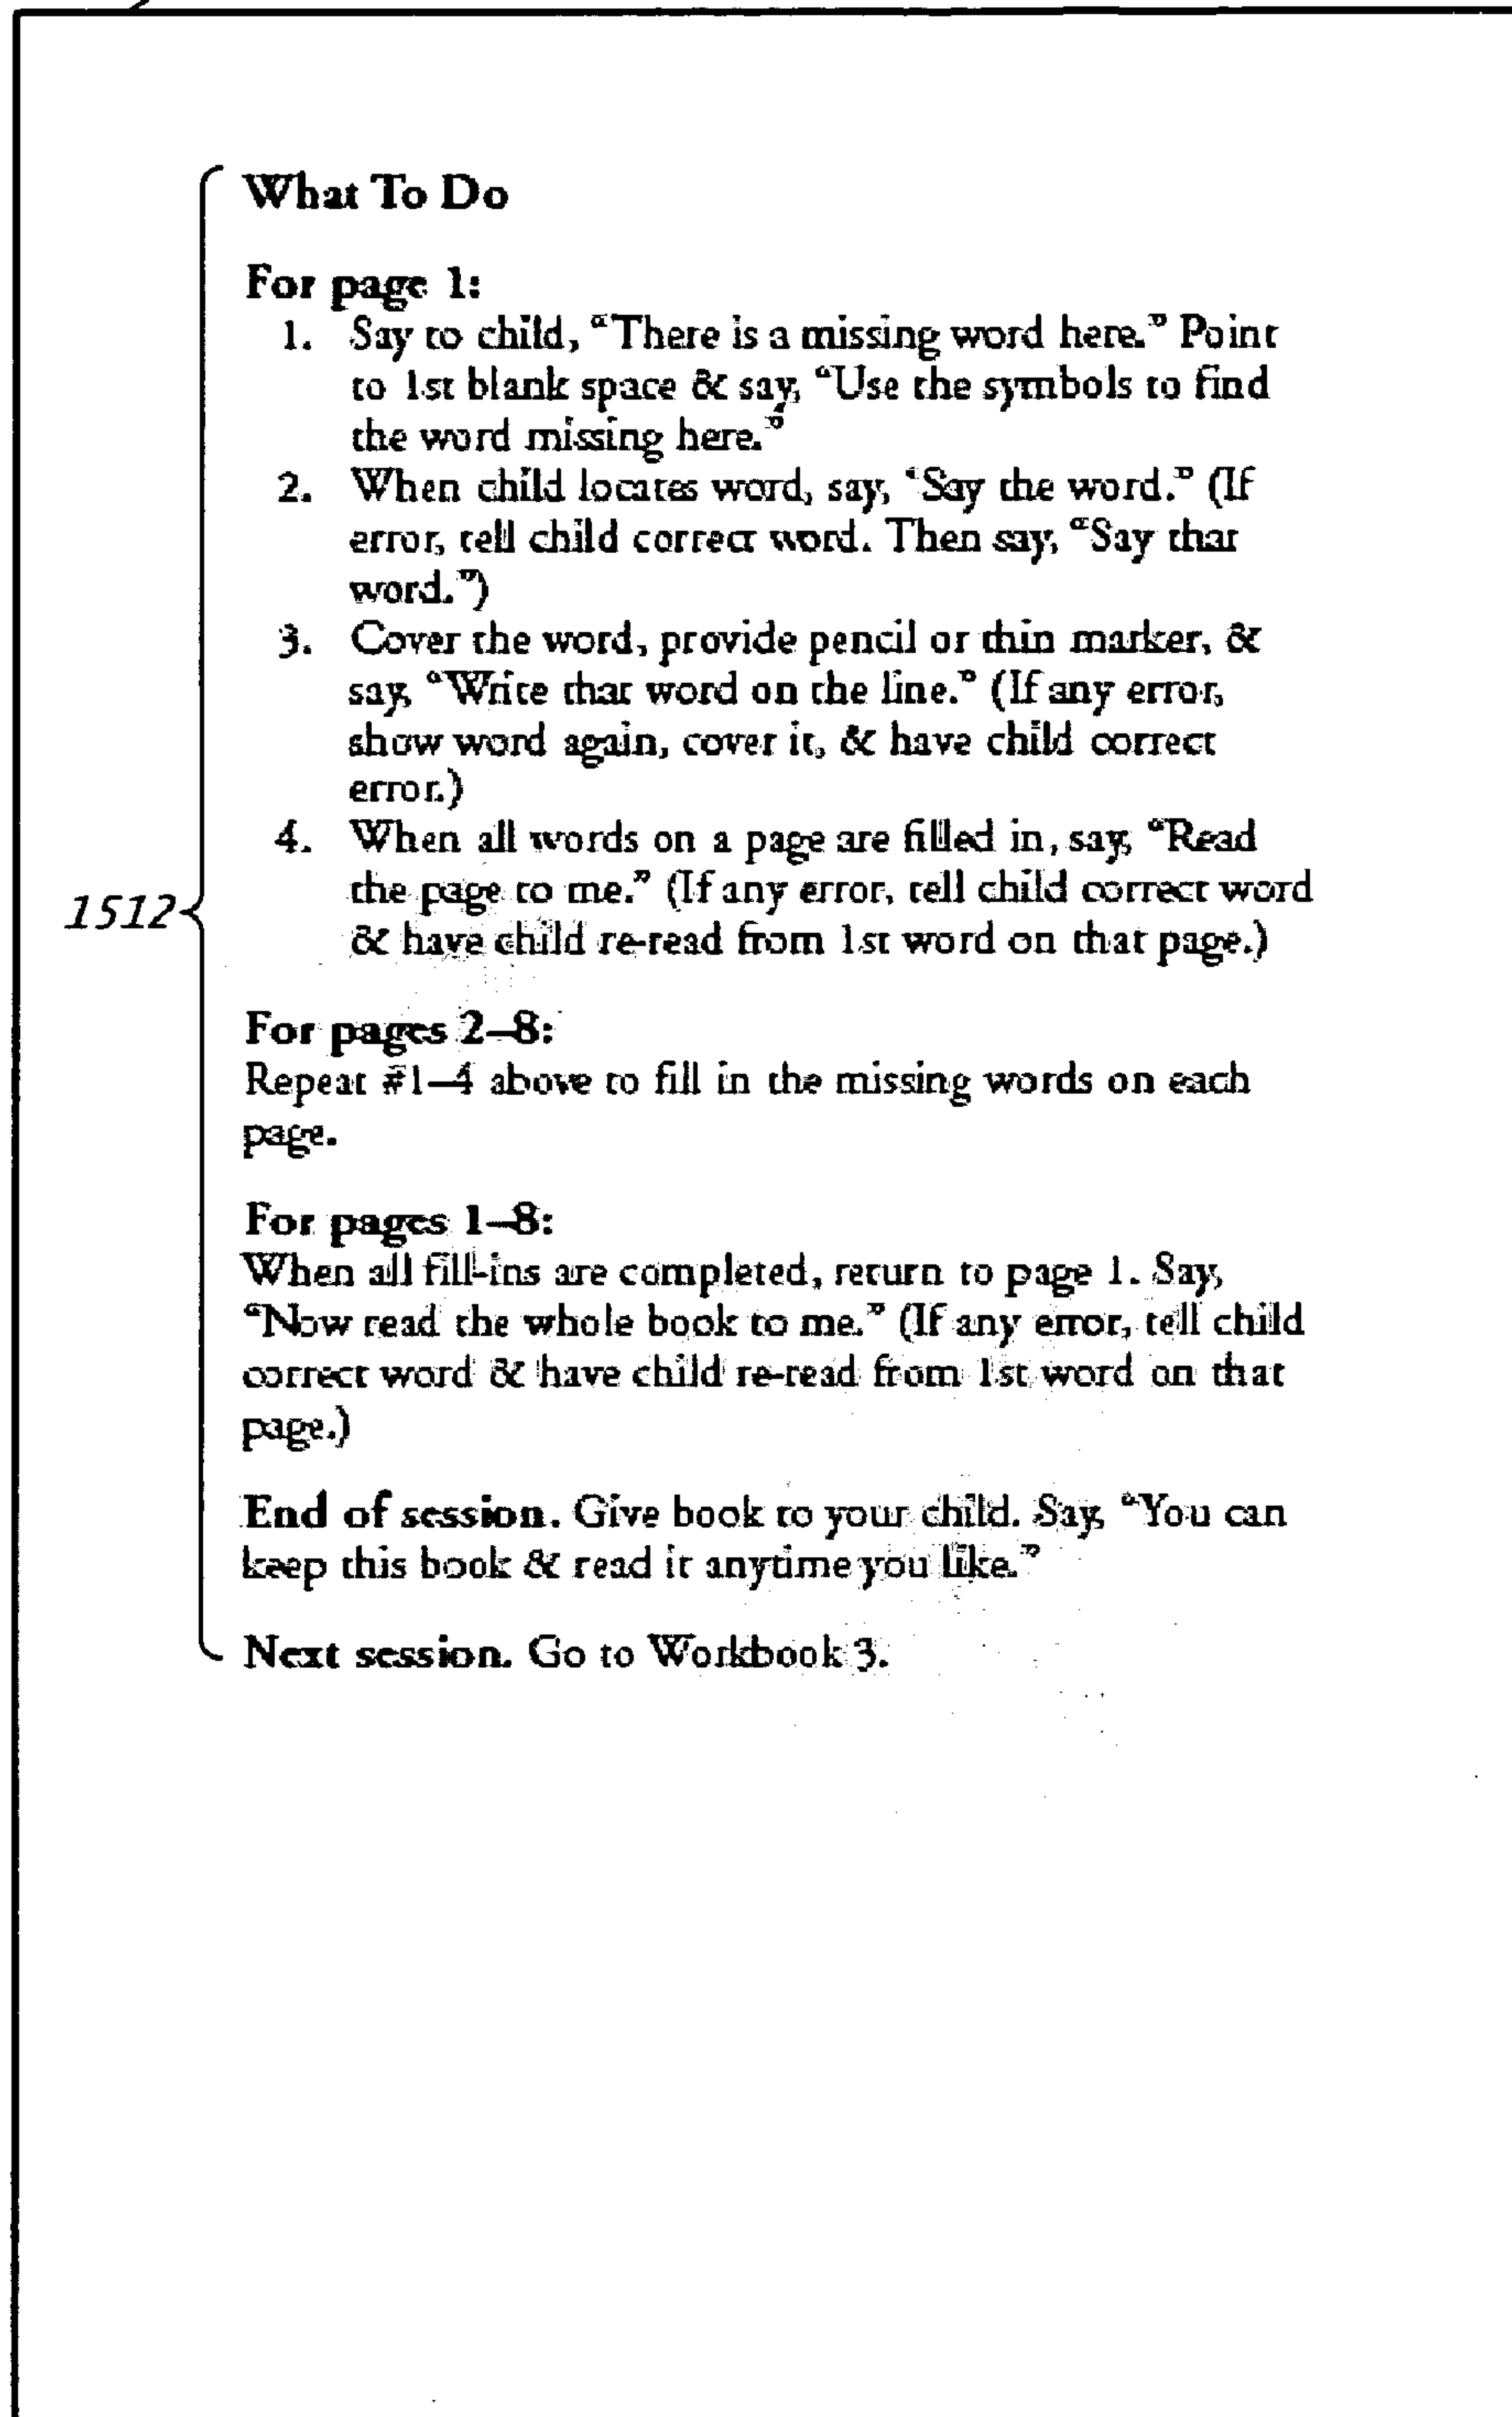 What To Do
For page 1:
1. Say to child, “There is a missing word here.” Point
to 1st blank space & say, “Use the symbols to find
the word missing here.”
2. When child locates word, say, “Say the word.” (If
error, tell child correct word. Then say, “Say that
word.”)
3. Cover the word, provide pencil or thin marker, &
say, “Write that word on the line.” (If any error,
show word again, cover it, & have child correct
error.)
4. When all words on a page are filled in, say, “Read
the page to me.” (If any error, tell child correct word
& have child re-read from 1st word on that page.)
1512
For pages 2–8:
Repeat #1–4 above to fill in the missing words on each
page.
For pages 1–8:
When all fill-ins are completed, return to page 1. Say,
“Now read the whole book to me.” (If any error, tell child
correct word & have child re-read from 1st word on that
page.)
End of session. Give book to your child. Say, “You can
keep this book & read it anytime you like.”
Next session. Go to Workbook 3.